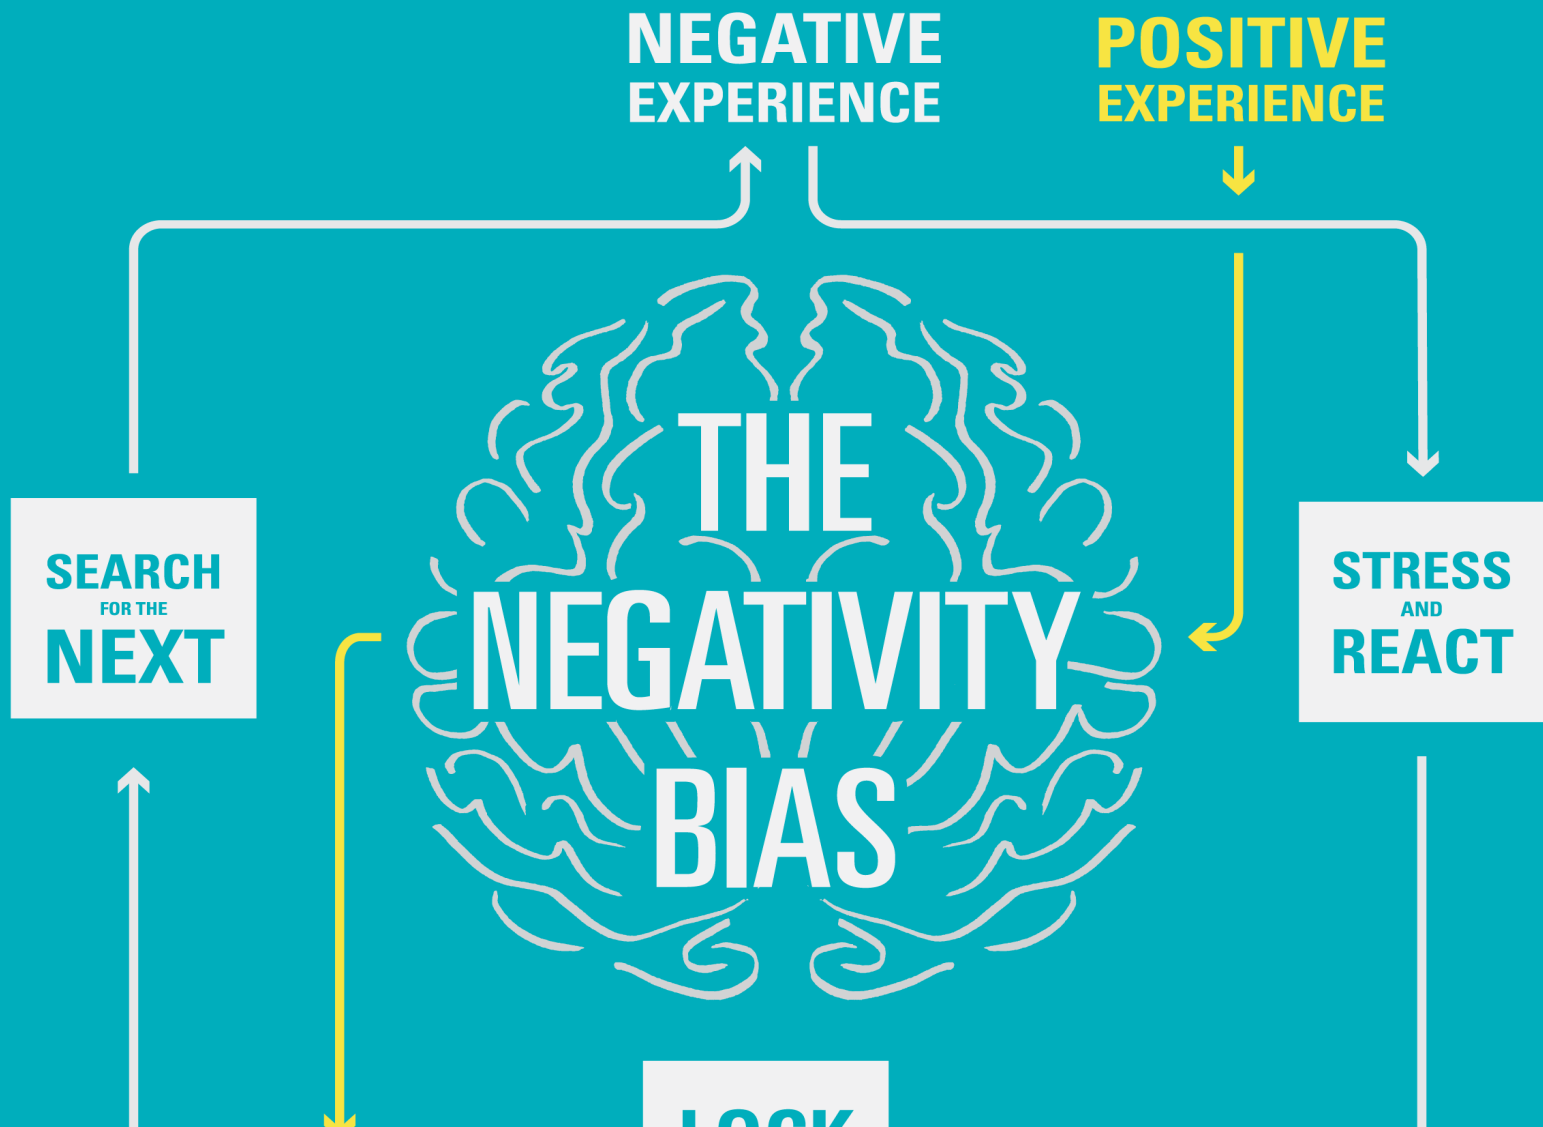 NEGATIVE
EXPERIENCE
POSITIVE
EXPERIENCE
THE
NEGATIVITY
BIAS
SEARCH
FOR THE
NEXT
STRESS
AND
REACT